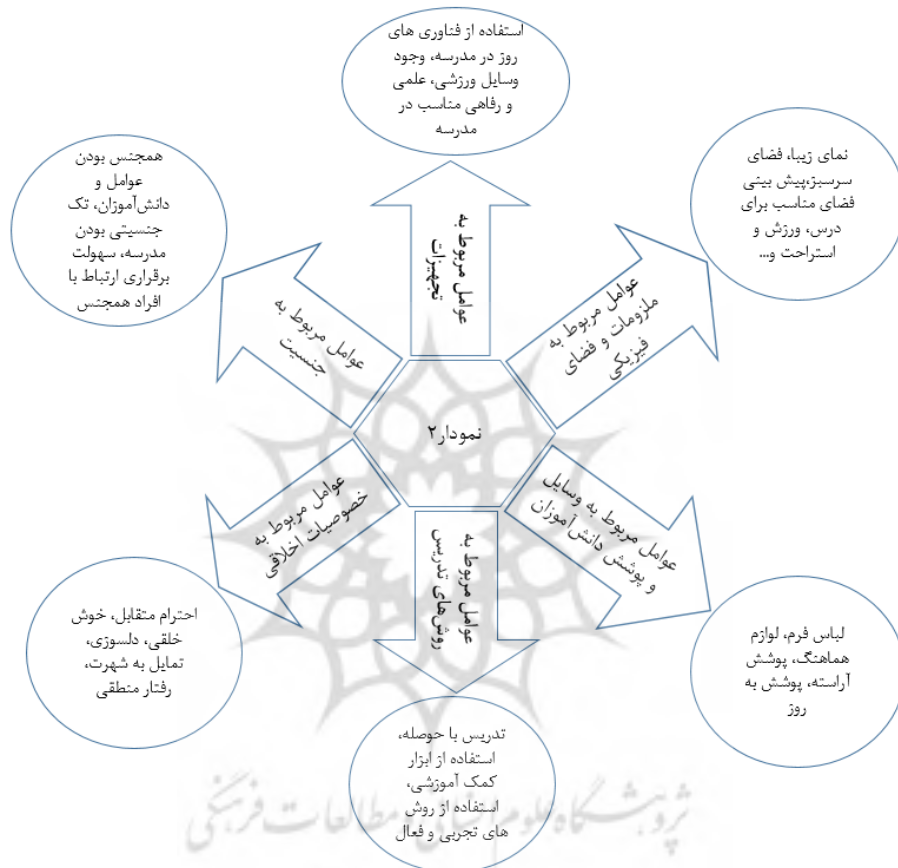 استفاده از فناوری های
روز در مدرسه، وجود
وسایل ورزشی، علمی
و رفاهی مناسب در
مدرسه
نمای زیبا، فضای
سرسبز،پیش بینی
فضای مناسب برای
درس، ورزش و
استراحت و...
همجنس بودن
عوامل و
دانش‌آموزان، تک
جنسیتی بودن
مدرسه، سهولت
برقراری ارتباط با
افراد همجنس
عوامل مربوط به
تجهیزات
عوامل مربوط به
ملزومات و فضای
فیزیکی
عوامل مربوط به
جنسیت
نمودار۲
عوامل مربوط به وسایل
و پوشش دانش‌آموزان
عوامل مربوط به
خصوصیات اخلاقی
عوامل مربوط به
روش‌های تدریس
لباس فرم، لوازم
هماهنگ، پوشش
آراسته، پوشش به
روز
احترام متقابل، خوش
خلقی، دلسوزی،
تمایل به شهرت،
رفتار منطقی
تدریس با حوصله،
استفاده از ابزار
کمک آموزشی،
استفاده از روش
های تجربی و فعال
پژوهشگاه علوم انسانی و مطالعات فرهنگی